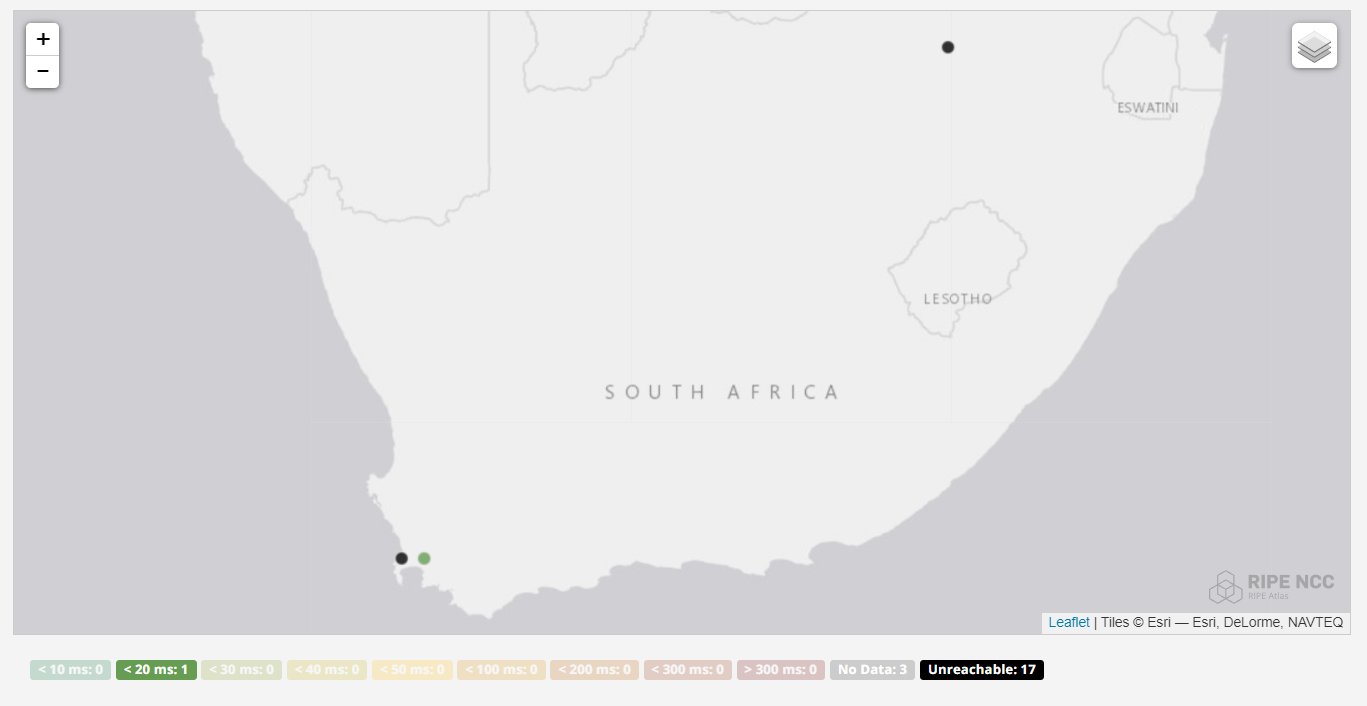 +
−
ESWATINI
LESOTHO
SOUTH AFRICA
RIPE NCC
RIPE Atlas
Leaflet | Tiles © Esri — Esri, DeLorme, NAVTEQ
< 10 ms: 0 < 20 ms: 1 < 30 ms: 0 < 40 ms: 0 < 50 ms: 0 < 100 ms: 0 < 200 ms: 0 < 300 ms: 0 > 300 ms: 0 No Data: 3 Unreachable: 17